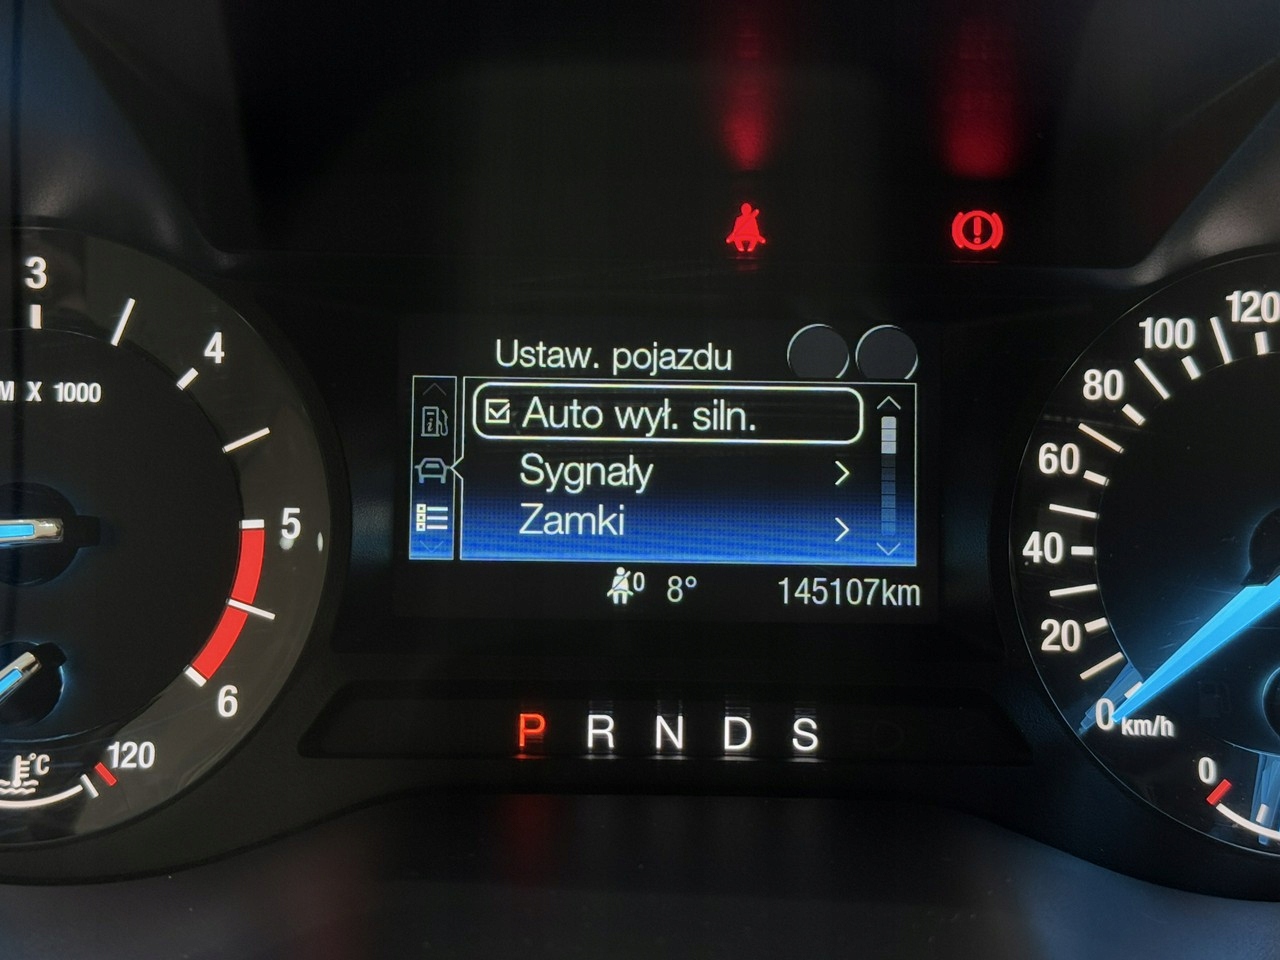 3
4
5
6
M X 1000
°C
120
Ustaw. pojazdu
Auto wył. siln.
Sygnały
Zamki
0 8° 145107km
P R N D S
120
100
80
60
40
20
0 km/h
0